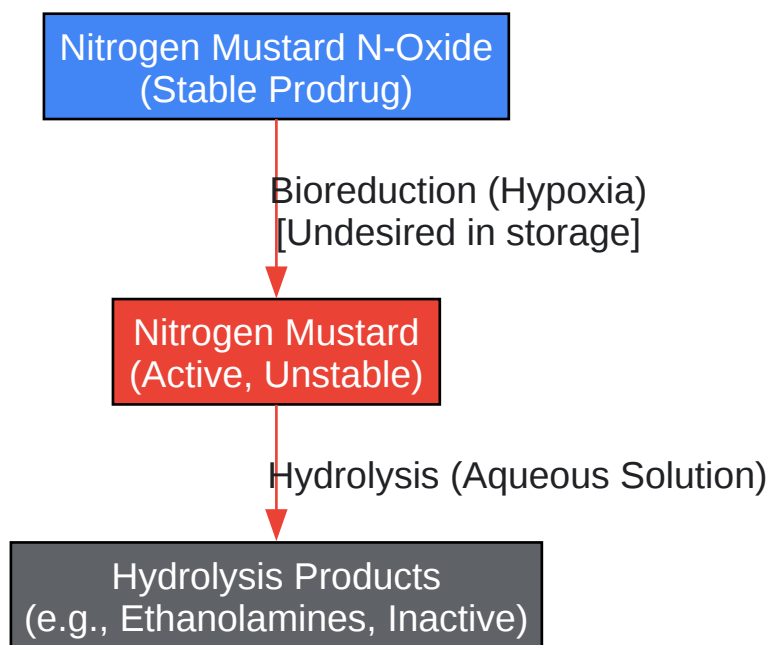 Nitrogen Mustard N-Oxide
(Stable Prodrug)
Bioreduction (Hypoxia)
[Undesired in storage]
Nitrogen Mustard
(Active, Unstable)
Hydrolysis (Aqueous Solution)
Hydrolysis Products
(e.g., Ethanolamines, Inactive)